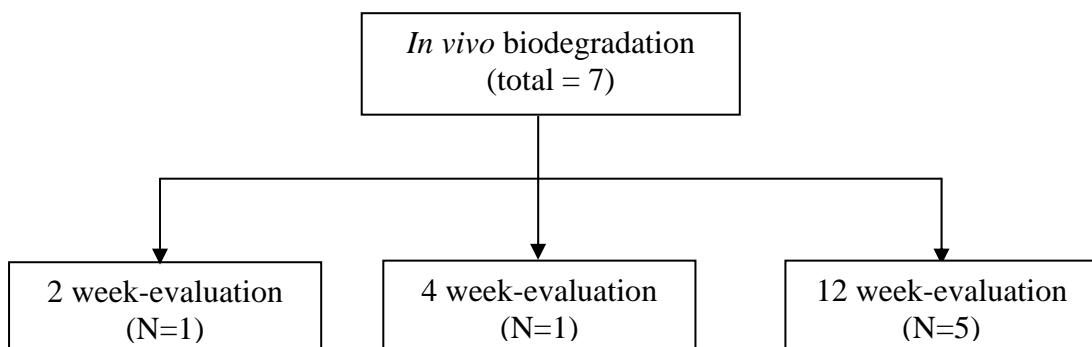 In vivo biodegradation
(total = 7)
2 week-evaluation
(N=1)
4 week-evaluation
(N=1)
12 week-evaluation
(N=5)